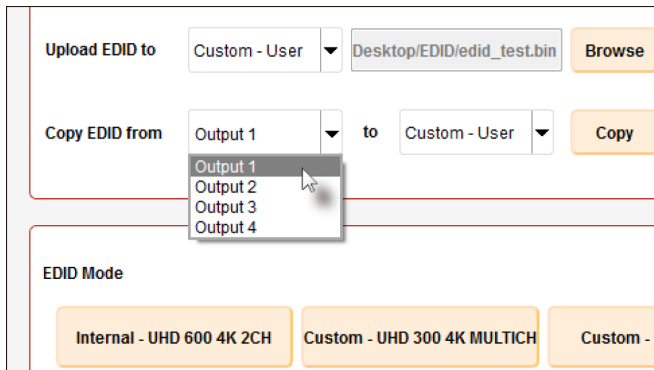 Upload EDID to Custom - User Desktop/EDID/edid_test.bin Browse
Copy EDID from Output 1 to Custom - User Copy
Output 1
Output 2
Output 3
Output 4
EDID Mode
Internal - UHD 600 4K 2CH Custom - UHD 300 4K MULTICH Custom -